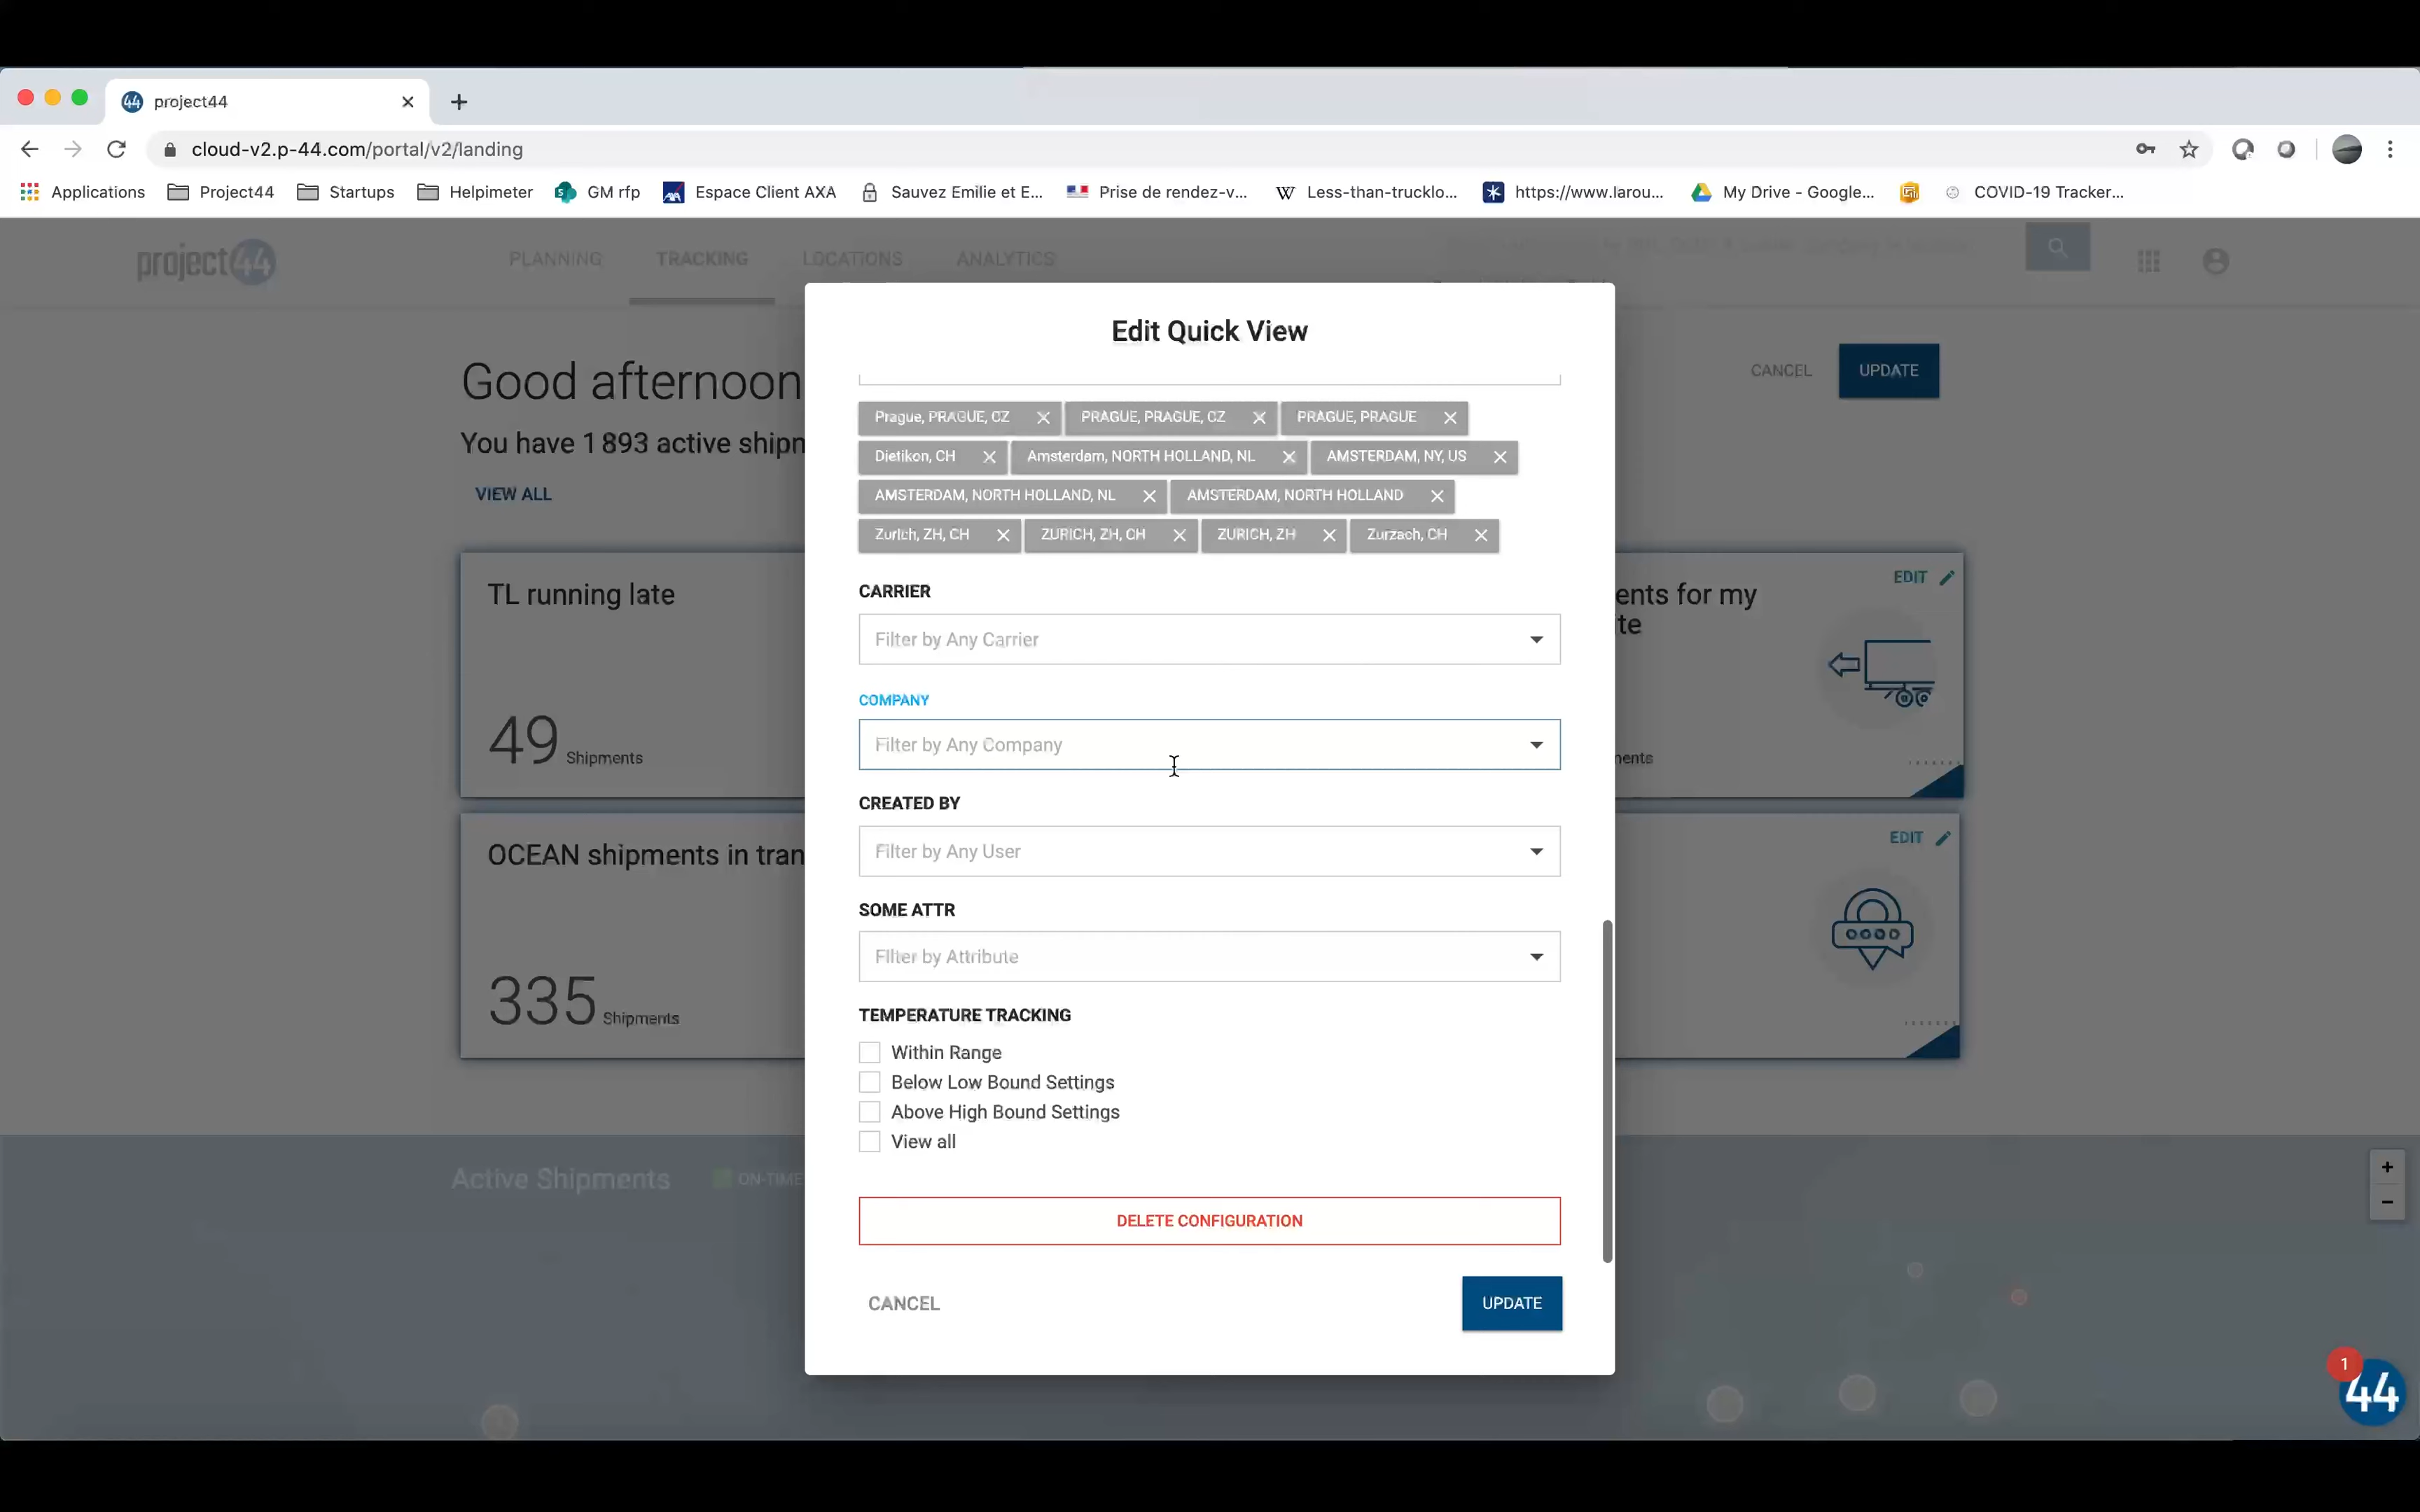 project44
cloud-v2.p-44.com/portal/v2/landing
Applications Project44 Startups Helpimeter GM rfp Espace Client AXA Sauvez Emilie et E... Prise de rendez-v... Less-than-trucklo... https://www.larou... My Drive - Google... COVID-19 Tracker...
project44 PLANNING TRACKING LOCATIONS ANALYTICS
Good afternoon
You have 1 893 active shipn
VIEW ALL
CANCEL UPDATE
TL running late
49 Shipments
OCEAN shipments in tran
335 Shipments
EDIT
ents for my
te
nents
EDIT
Active Shipments ON-TIME
+
−
Edit Quick View
Prague, PRAGUE, CZ PRAGUE, PRAGUE, CZ PRAGUE, PRAGUE
Dietikon, CH Amsterdam, NORTH HOLLAND, NL AMSTERDAM, NY, US
AMSTERDAM, NORTH HOLLAND, NL AMSTERDAM, NORTH HOLLAND
Zurich, ZH, CH ZURICH, ZH, CH ZURICH, ZH Zurzach, CH
CARRIER
Filter by Any Carrier
COMPANY
Filter by Any Company
CREATED BY
Filter by Any User
SOME ATTR
Filter by Attribute
TEMPERATURE TRACKING
Within Range
Below Low Bound Settings
Above High Bound Settings
View all
DELETE CONFIGURATION
CANCEL UPDATE
1
44